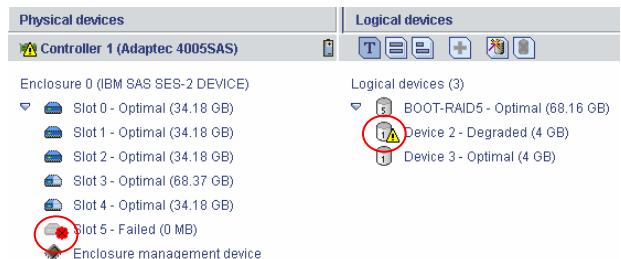 Physical devices
Controller 1 (Adaptec 4005SAS)
Enclosure 0 (IBM SAS SES-2 DEVICE)
Slot 0 - Optimal (34.18 GB)
Slot 1 - Optimal (34.18 GB)
Slot 2 - Optimal (34.18 GB)
Slot 3 - Optimal (68.37 GB)
Slot 4 - Optimal (34.18 GB)
Slot 5 - Failed (0 MB)
Enclosure management device
Logical devices
T
Logical devices (3)
5 BOOT-RAID5 - Optimal (68.16 GB)
1 Device 2 - Degraded (4 GB)
1 Device 3 - Optimal (4 GB)